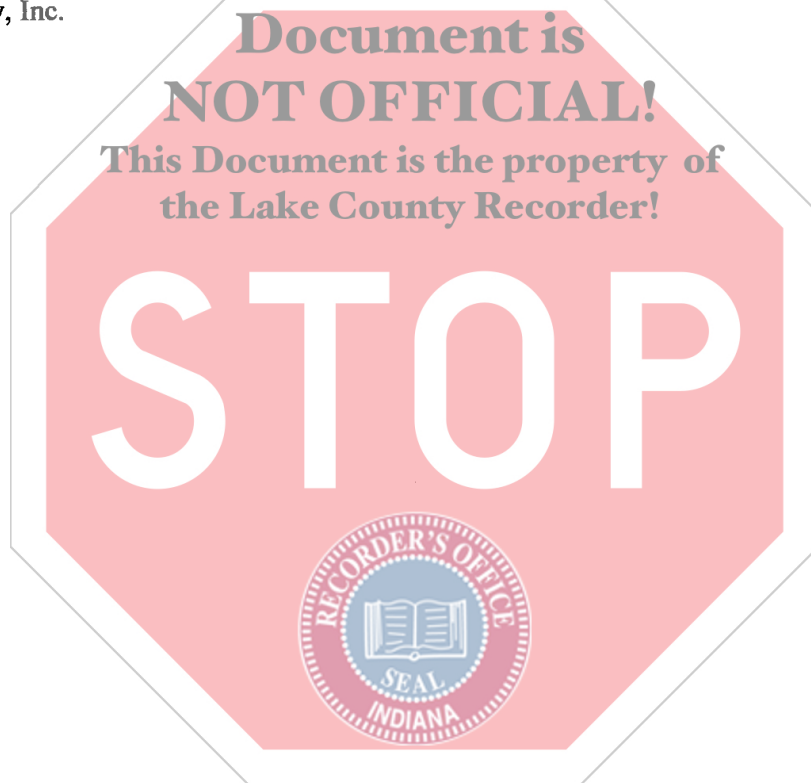 y, Inc.
Document is
NOT OFFICIAL!
This Document is the property of
the Lake County Recorder!
STOP
RECORDER'S OFFICE
SEAL
INDIANA